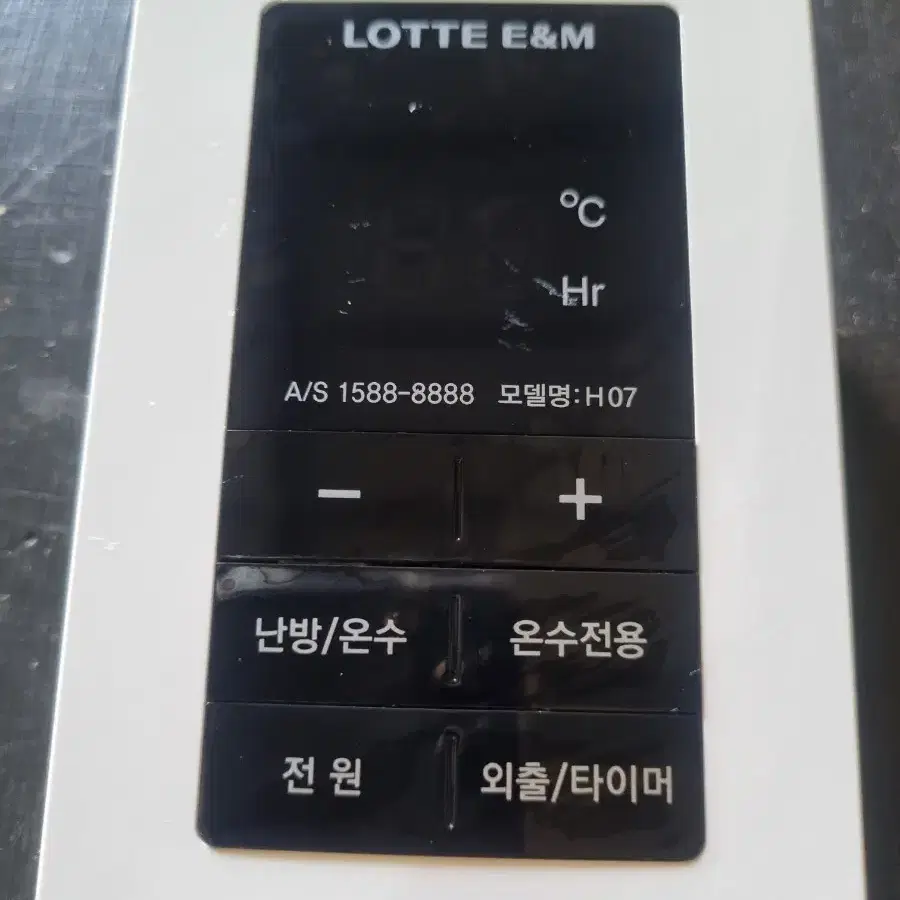 LOTTE E&M
°C
Hr
A/S 1588-8888 모델명: H07
− +
난방/온수 온수전용
전원 외출/타이머